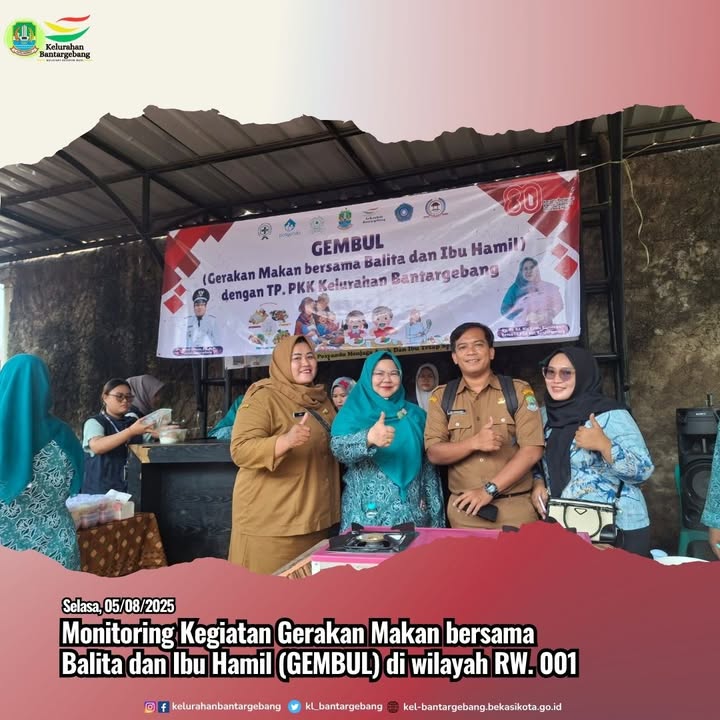 Kelurahan
Bantargebang
GEMBUL
(Gerakan Makan bersama Balita dan Ibu Hamil)
dengan TP. PKK Kelurahan Bantargebang
80
Selasa, 05/08/2025
Monitoring Kegiatan Gerakan Makan bersama
Balita dan Ibu Hamil (GEMBUL) di wilayah RW. 001
kelurahanbantargebang kl_bantargebang kel-bantargebang.bekasikota.go.id